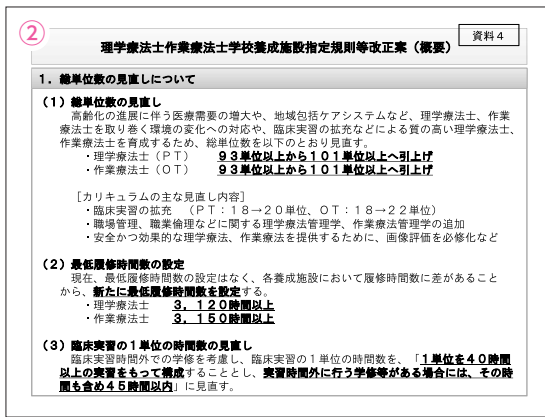 ②
資料４
理学療法士作業療法士学校養成施設指定規則等改正案（概要）
１．総単位数の見直しについて
（１）総単位数の見直し
高齢化の進展に伴う医療需要の増大や、地域包括ケアシステムなど、理学療法士、作業
療法士を取り巻く環境の変化への対応や、臨床実習の拡充などによる質の高い理学療法士、
作業療法士を育成するため、総単位数を以下のとおり見直す。
・理学療法士（ＰＴ）　９３単位以上から１０１単位以上へ引上げ
・作業療法士（ＯＴ）　９３単位以上から１０１単位以上へ引上げ
［カリキュラムの主な見直し内容］
・臨床実習の拡充　（ＰＴ：１８→２０単位、ＯＴ：１８→２２単位）
・職場管理、職業倫理などに関する理学療法管理学、作業療法管理学の追加
・安全かつ効果的な理学療法、作業療法を提供するために、画像評価を必修化など
（２）最低履修時間数の設定
現在、最低履修時間数の設定はなく、各養成施設において履修時間数に差があること
から、新たに最低履修時間数を設定する。
・理学療法士　３，１２０時間以上
・作業療法士　３，１５０時間以上
（３）臨床実習の１単位の時間数の見直し
臨床実習時間外での学修を考慮し、臨床実習の１単位の時間数を、「１単位を４０時間
以上の実習をもって構成することとし、実習時間外に行う学修等がある場合には、その時
間も含め４５時間以内」に見直す。